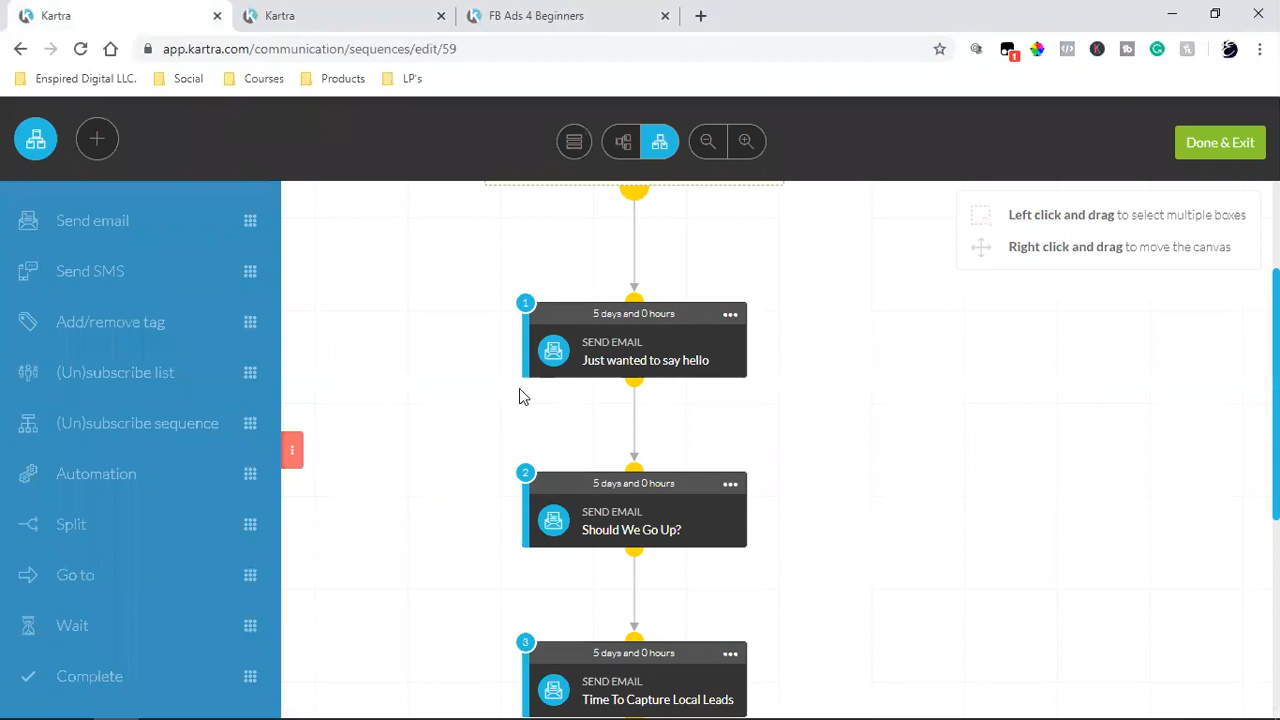 Kartra
Kartra
FB Ads 4 Beginners
app.kartra.com/communication/sequences/edit/59
1
Enspired Digital LLC.
Social
Courses
Products
LP's
Done & Exit
Send email
Send SMS
Add/remove tag
(Un)subscribe list
(Un)subscribe sequence
Automation
Split
Go to
Wait
Complete
Left click and drag to select multiple boxes
Right click and drag to move the canvas
1
5 days and 0 hours
SEND EMAIL
Just wanted to say hello
2
5 days and 0 hours
SEND EMAIL
Should We Go Up?
3
5 days and 0 hours
SEND EMAIL
Time To Capture Local Leads